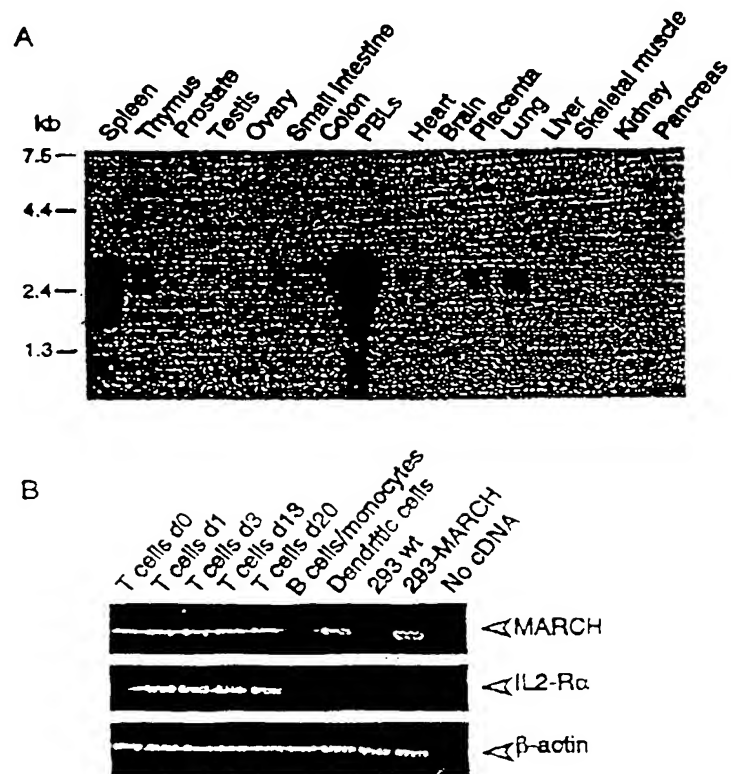 A
kb
Spleen
Thymus
Prostate
Testis
Ovary
Small Intestine
Colon
PBLs
Heart
Brain
Placenta
Lung
Liver
Skeletal muscle
Kidney
Pancreas
7.5
4.4
2.4
1.3
B
T cells d0
T cells d1
T cells d3
T cells d13
T cells d20
B cells/monocytes
Dendritic cells
293 wt
293-MARCH
No cDNA
MARCH
IL2-Rα
β-actin